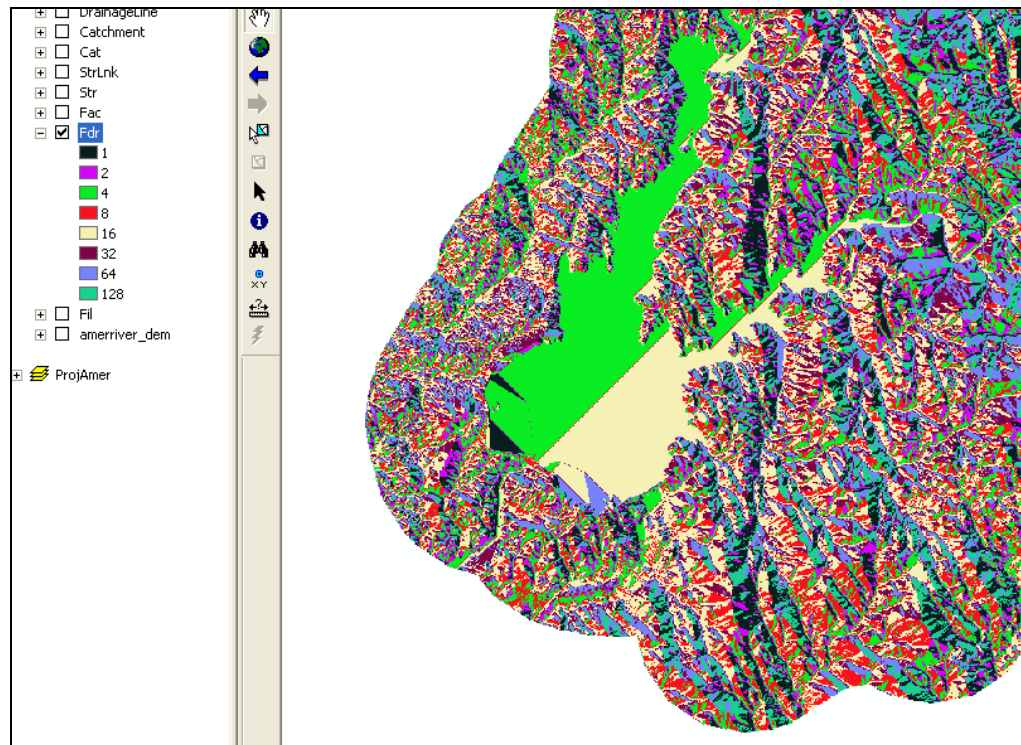 DrainageLine
Catchment
Cat
StrLnk
Str
Fac
Fdr
1
2
4
8
16
32
64
128
Fil
amerriver_dem
ProjAmer
XY